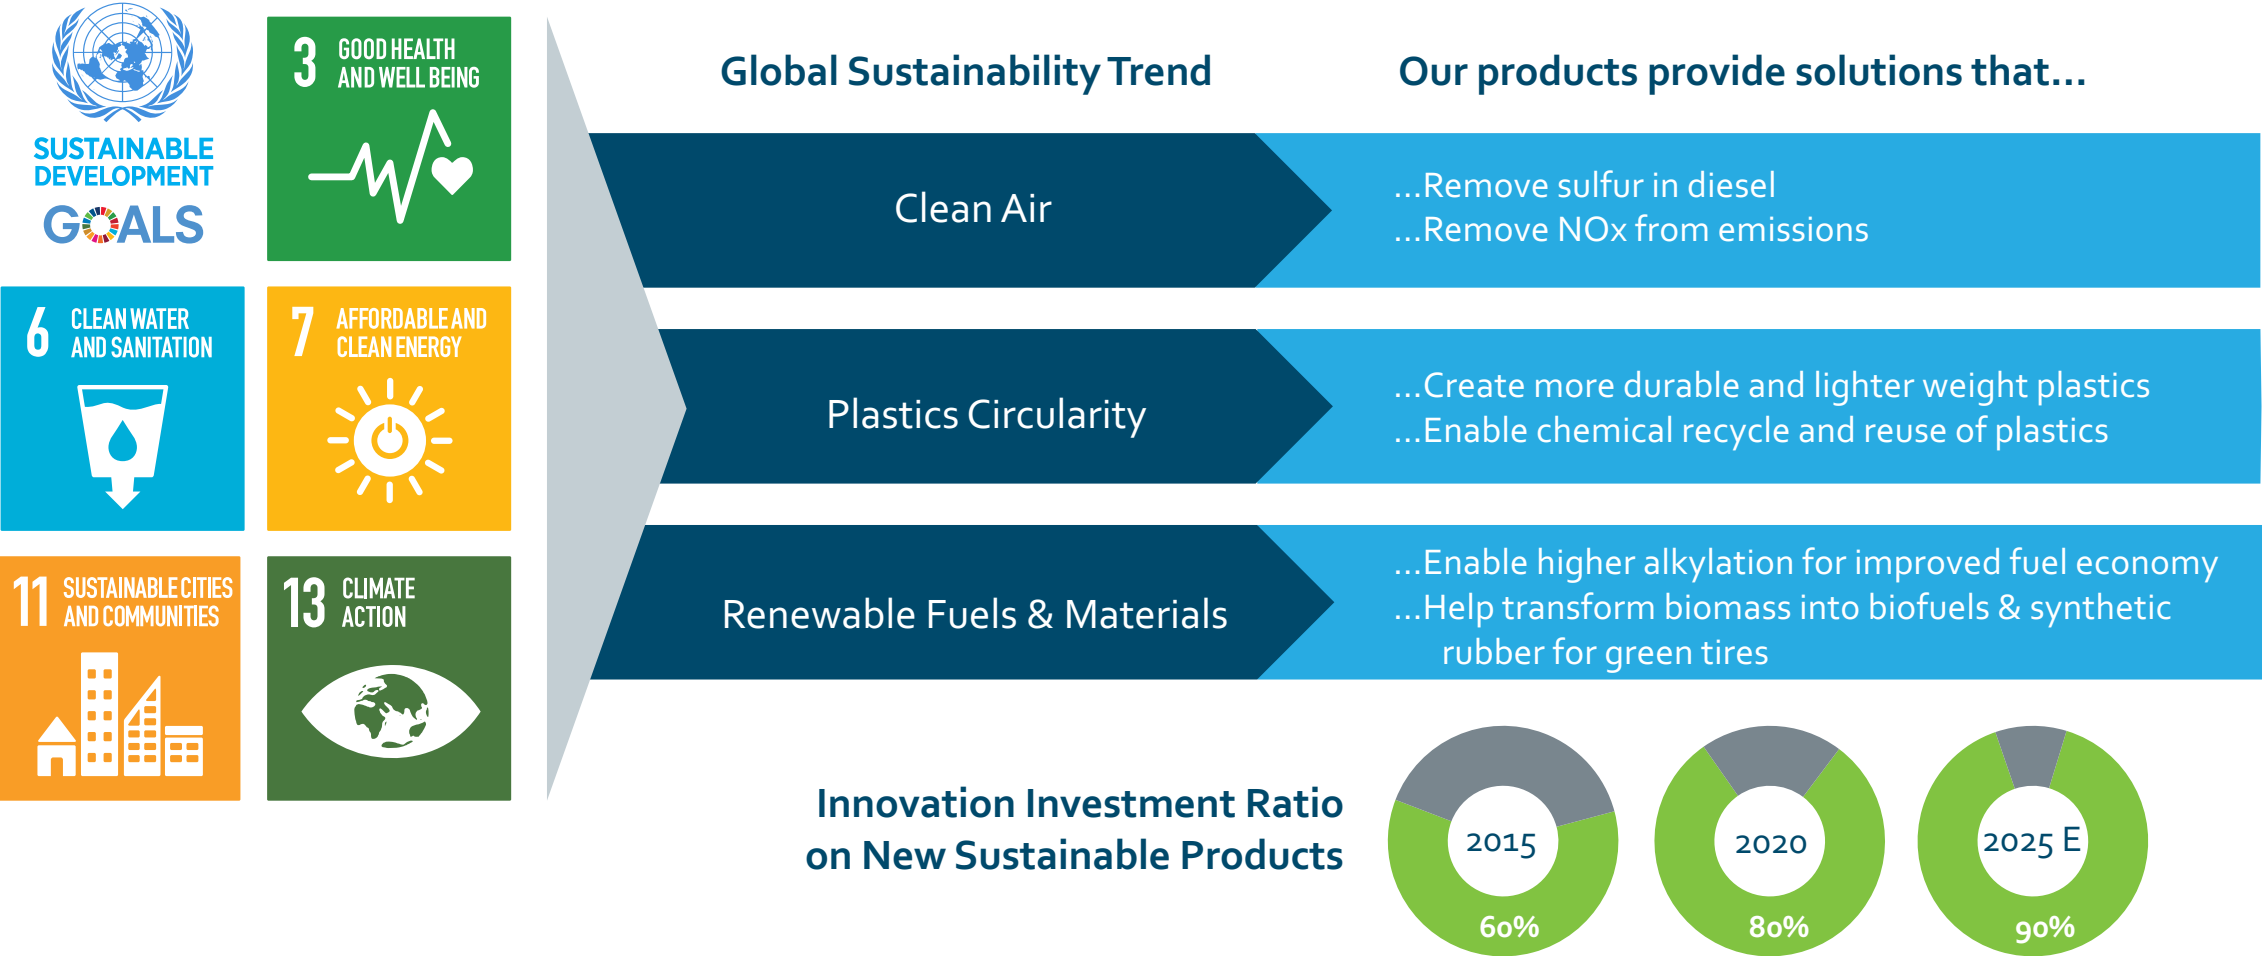 SUSTAINABLE
DEVELOPMENT
GOALS
3 GOOD HEALTH
AND WELL BEING
6 CLEAN WATER
AND SANITATION
7 AFFORDABLE AND
CLEAN ENERGY
11 SUSTAINABLE CITIES
AND COMMUNITIES
13 CLIMATE
ACTION
Global Sustainability Trend
Our products provide solutions that...
Clean Air
...Remove sulfur in diesel
...Remove NOx from emissions
Plastics Circularity
...Create more durable and lighter weight plastics
...Enable chemical recycle and reuse of plastics
Renewable Fuels & Materials
...Enable higher alkylation for improved fuel economy
...Help transform biomass into biofuels & synthetic
rubber for green tires
Innovation Investment Ratio
on New Sustainable Products
2015
60%
2020
80%
2025 E
90%